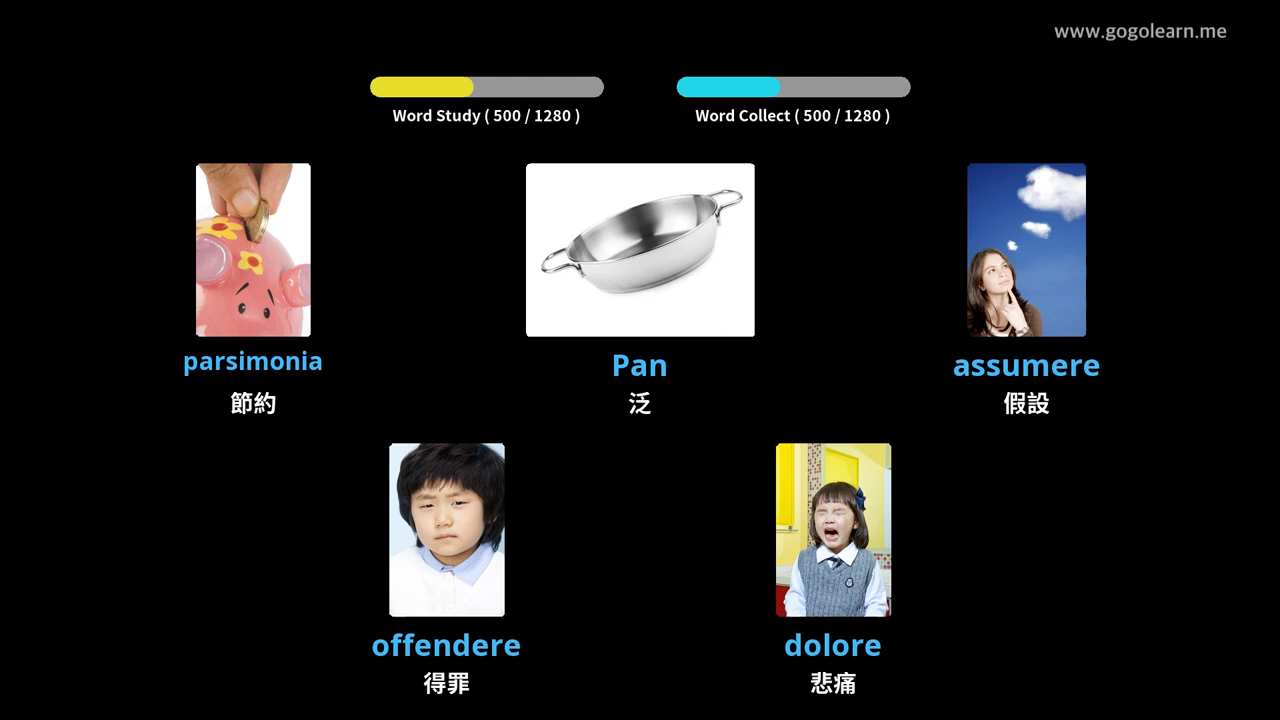 www.gogolearn.me
Word Study ( 500 / 1280 )
Word Collect ( 500 / 1280 )
parsimonia
節約
Pan
泛
assumere
假設
offendere
得罪
dolore
悲痛